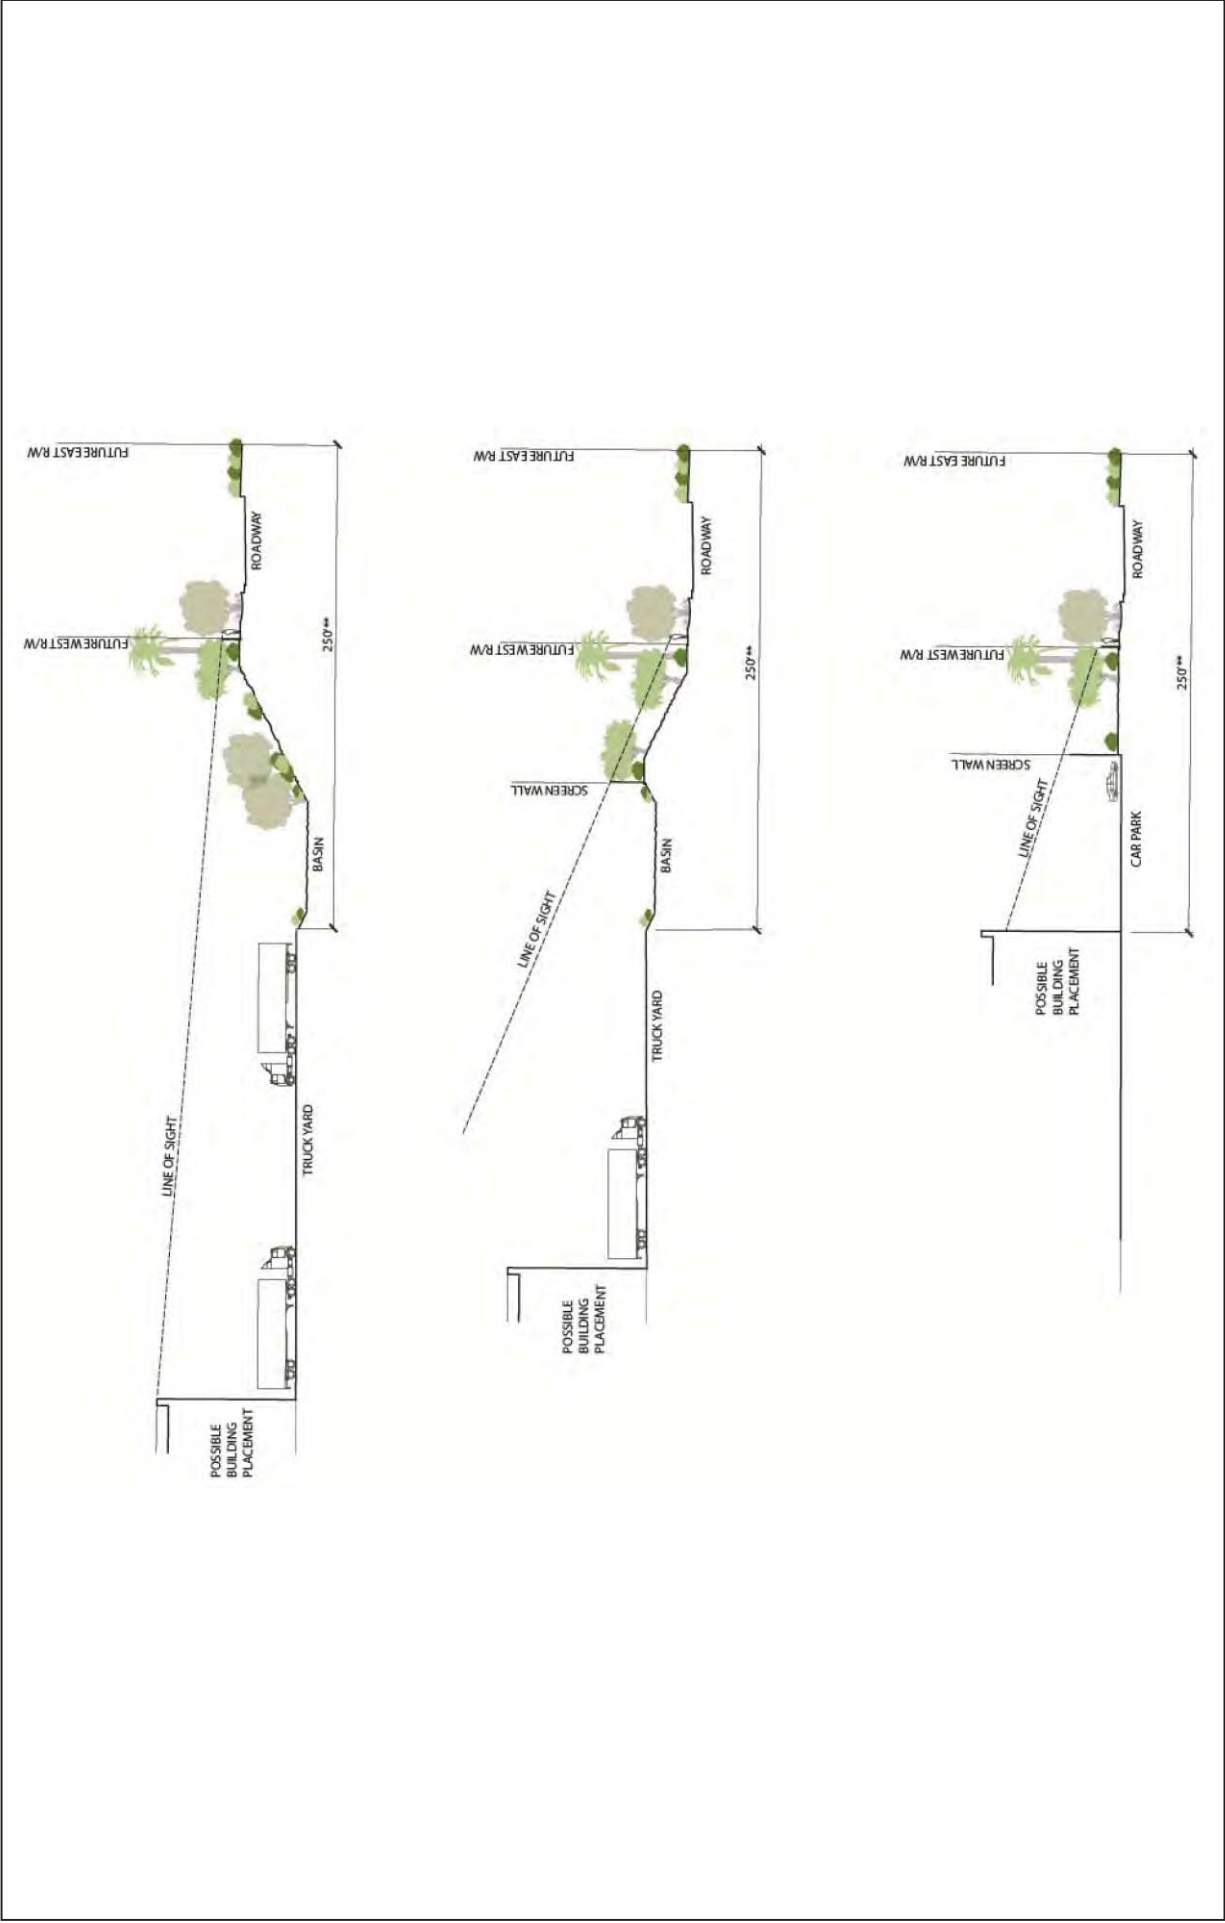 FUTURE EAST R/W
FUTURE WEST R/W
ROADWAY
250'**
BASIN
LINE OF SIGHT
TRUCK YARD
POSSIBLE
BUILDING
PLACEMENT
FUTURE EAST R/W
FUTURE WEST R/W
ROADWAY
250'**
SCREEN WALL
BASIN
LINE OF SIGHT
TRUCK YARD
POSSIBLE
BUILDING
PLACEMENT
FUTURE EAST R/W
FUTURE WEST R/W
ROADWAY
250'**
SCREEN WALL
LINE OF SIGHT
CAR PARK
POSSIBLE
BUILDING
PLACEMENT